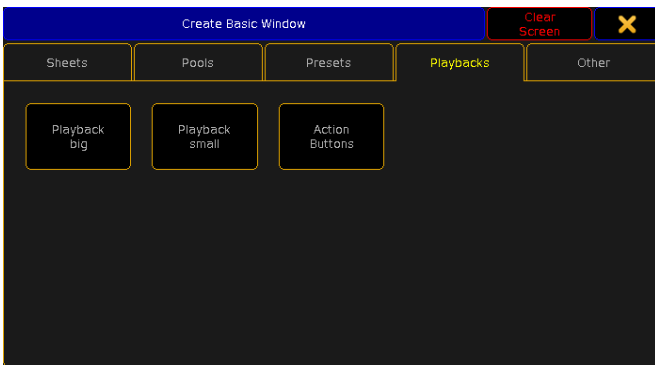 Create Basic Window
Clear
Screen
Sheets
Pools
Presets
Playbacks
Other
Playback
big
Playback
small
Action
Buttons